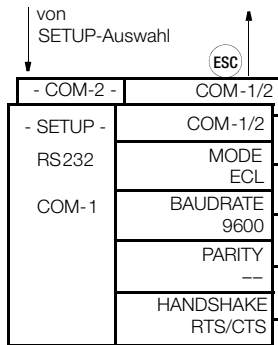 von
SETUP-Auswahl
ESC
- COM-2 -
COM-1/2
- SETUP -
RS232
COM-1
COM-1/2
MODE
ECL
BAUDRATE
9600
PARITY
––
HANDSHAKE
RTS/CTS